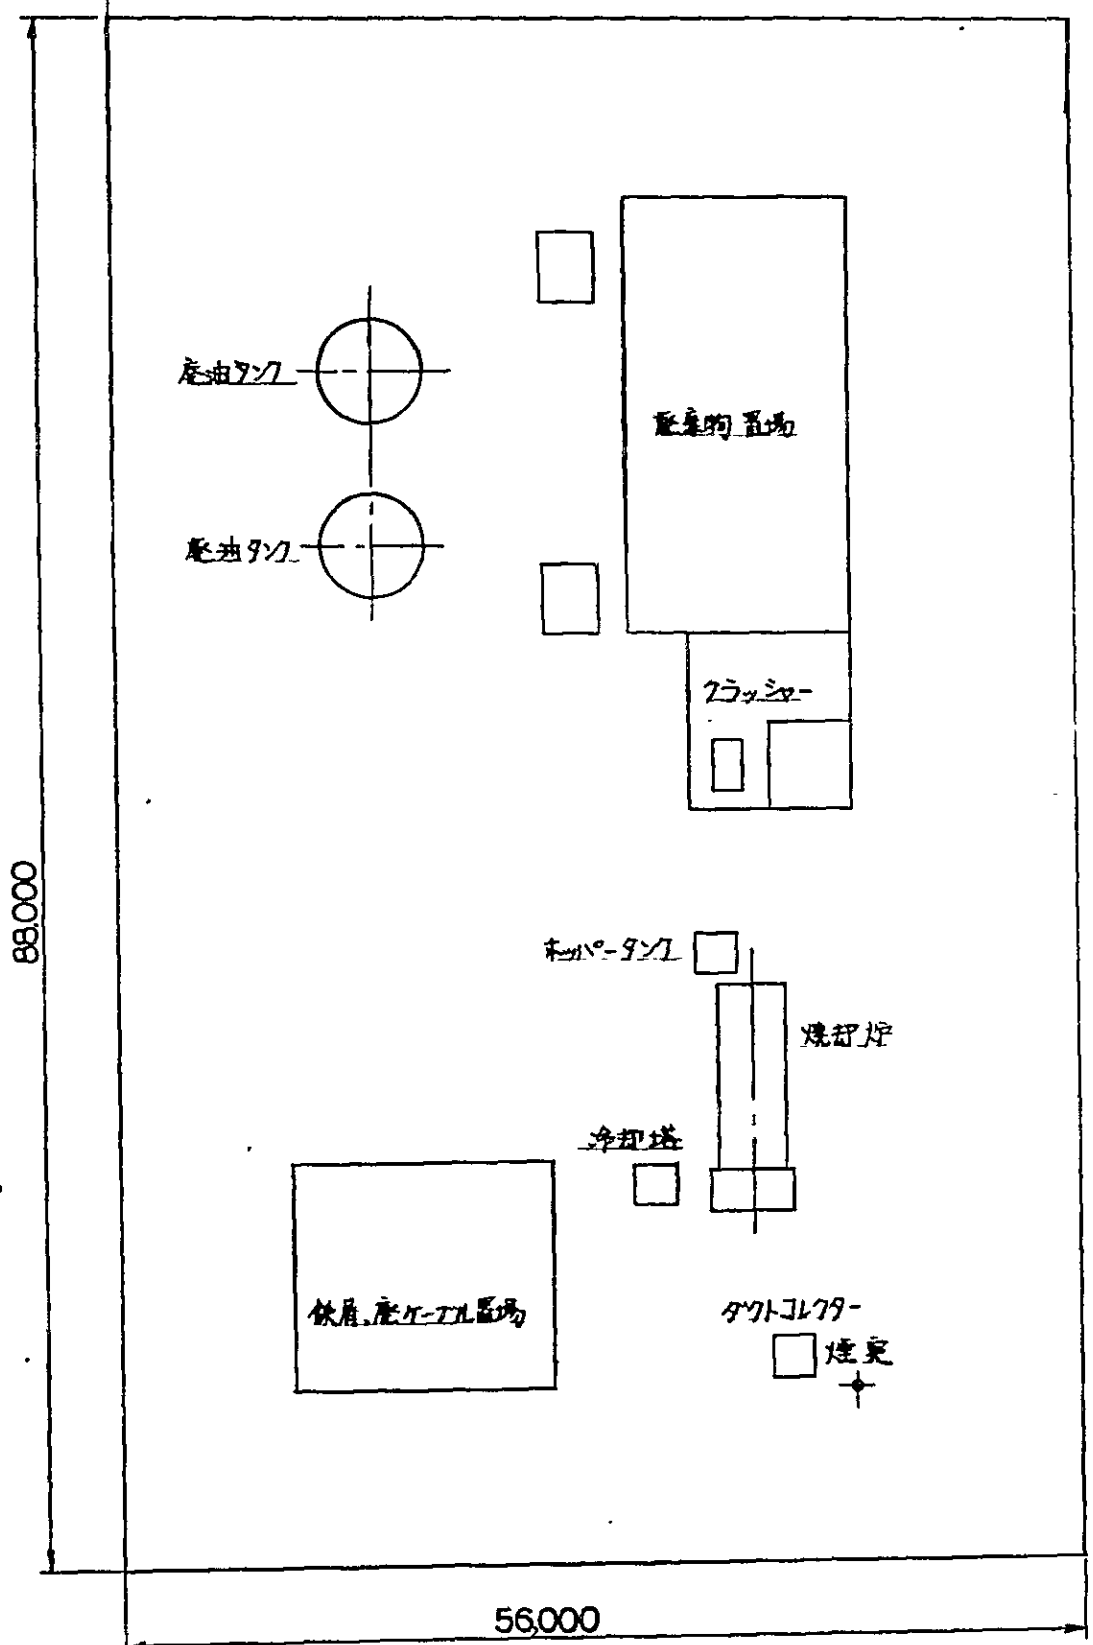 廃油タンク
廃棄物置場
廃油タンク
クラッシャー
88,000
ホッパータンク
焼却炉
冷却塔
鉄屑、廃ケーブル置場
ダクトコレクター
煙突
56,000